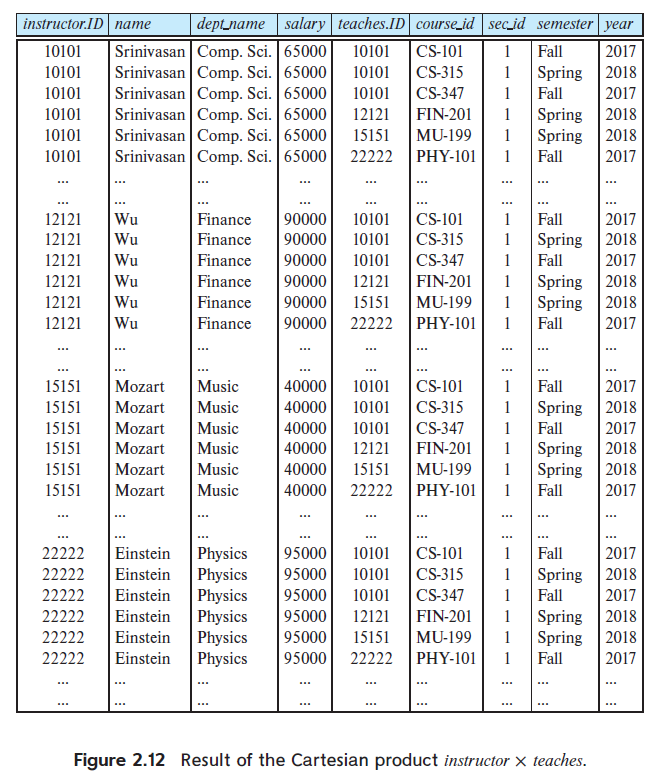 instructor.ID name dept_name salary teaches.ID course_id sec_id semester year
10101 Srinivasan Comp. Sci. 65000 10101 CS-101 1 Fall 2017
10101 Srinivasan Comp. Sci. 65000 10101 CS-315 1 Spring 2018
10101 Srinivasan Comp. Sci. 65000 10101 CS-347 1 Fall 2017
10101 Srinivasan Comp. Sci. 65000 12121 FIN-201 1 Spring 2018
10101 Srinivasan Comp. Sci. 65000 15151 MU-199 1 Spring 2018
10101 Srinivasan Comp. Sci. 65000 22222 PHY-101 1 Fall 2017
... ... ... ... ... ... ... ... ...
... ... ... ... ... ... ... ... ...
12121 Wu Finance 90000 10101 CS-101 1 Fall 2017
12121 Wu Finance 90000 10101 CS-315 1 Spring 2018
12121 Wu Finance 90000 10101 CS-347 1 Fall 2017
12121 Wu Finance 90000 12121 FIN-201 1 Spring 2018
12121 Wu Finance 90000 15151 MU-199 1 Spring 2018
12121 Wu Finance 90000 22222 PHY-101 1 Fall 2017
... ... ... ... ... ... ... ... ...
... ... ... ... ... ... ... ... ...
15151 Mozart Music 40000 10101 CS-101 1 Fall 2017
15151 Mozart Music 40000 10101 CS-315 1 Spring 2018
15151 Mozart Music 40000 10101 CS-347 1 Fall 2017
15151 Mozart Music 40000 12121 FIN-201 1 Spring 2018
15151 Mozart Music 40000 15151 MU-199 1 Spring 2018
15151 Mozart Music 40000 22222 PHY-101 1 Fall 2017
... ... ... ... ... ... ... ... ...
... ... ... ... ... ... ... ... ...
22222 Einstein Physics 95000 10101 CS-101 1 Fall 2017
22222 Einstein Physics 95000 10101 CS-315 1 Spring 2018
22222 Einstein Physics 95000 10101 CS-347 1 Fall 2017
22222 Einstein Physics 95000 12121 FIN-201 1 Spring 2018
22222 Einstein Physics 95000 15151 MU-199 1 Spring 2018
22222 Einstein Physics 95000 22222 PHY-101 1 Fall 2017
... ... ... ... ... ... ... ... ...
... ... ... ... ... ... ... ... ...
Figure 2.12 Result of the Cartesian product instructor × teaches.